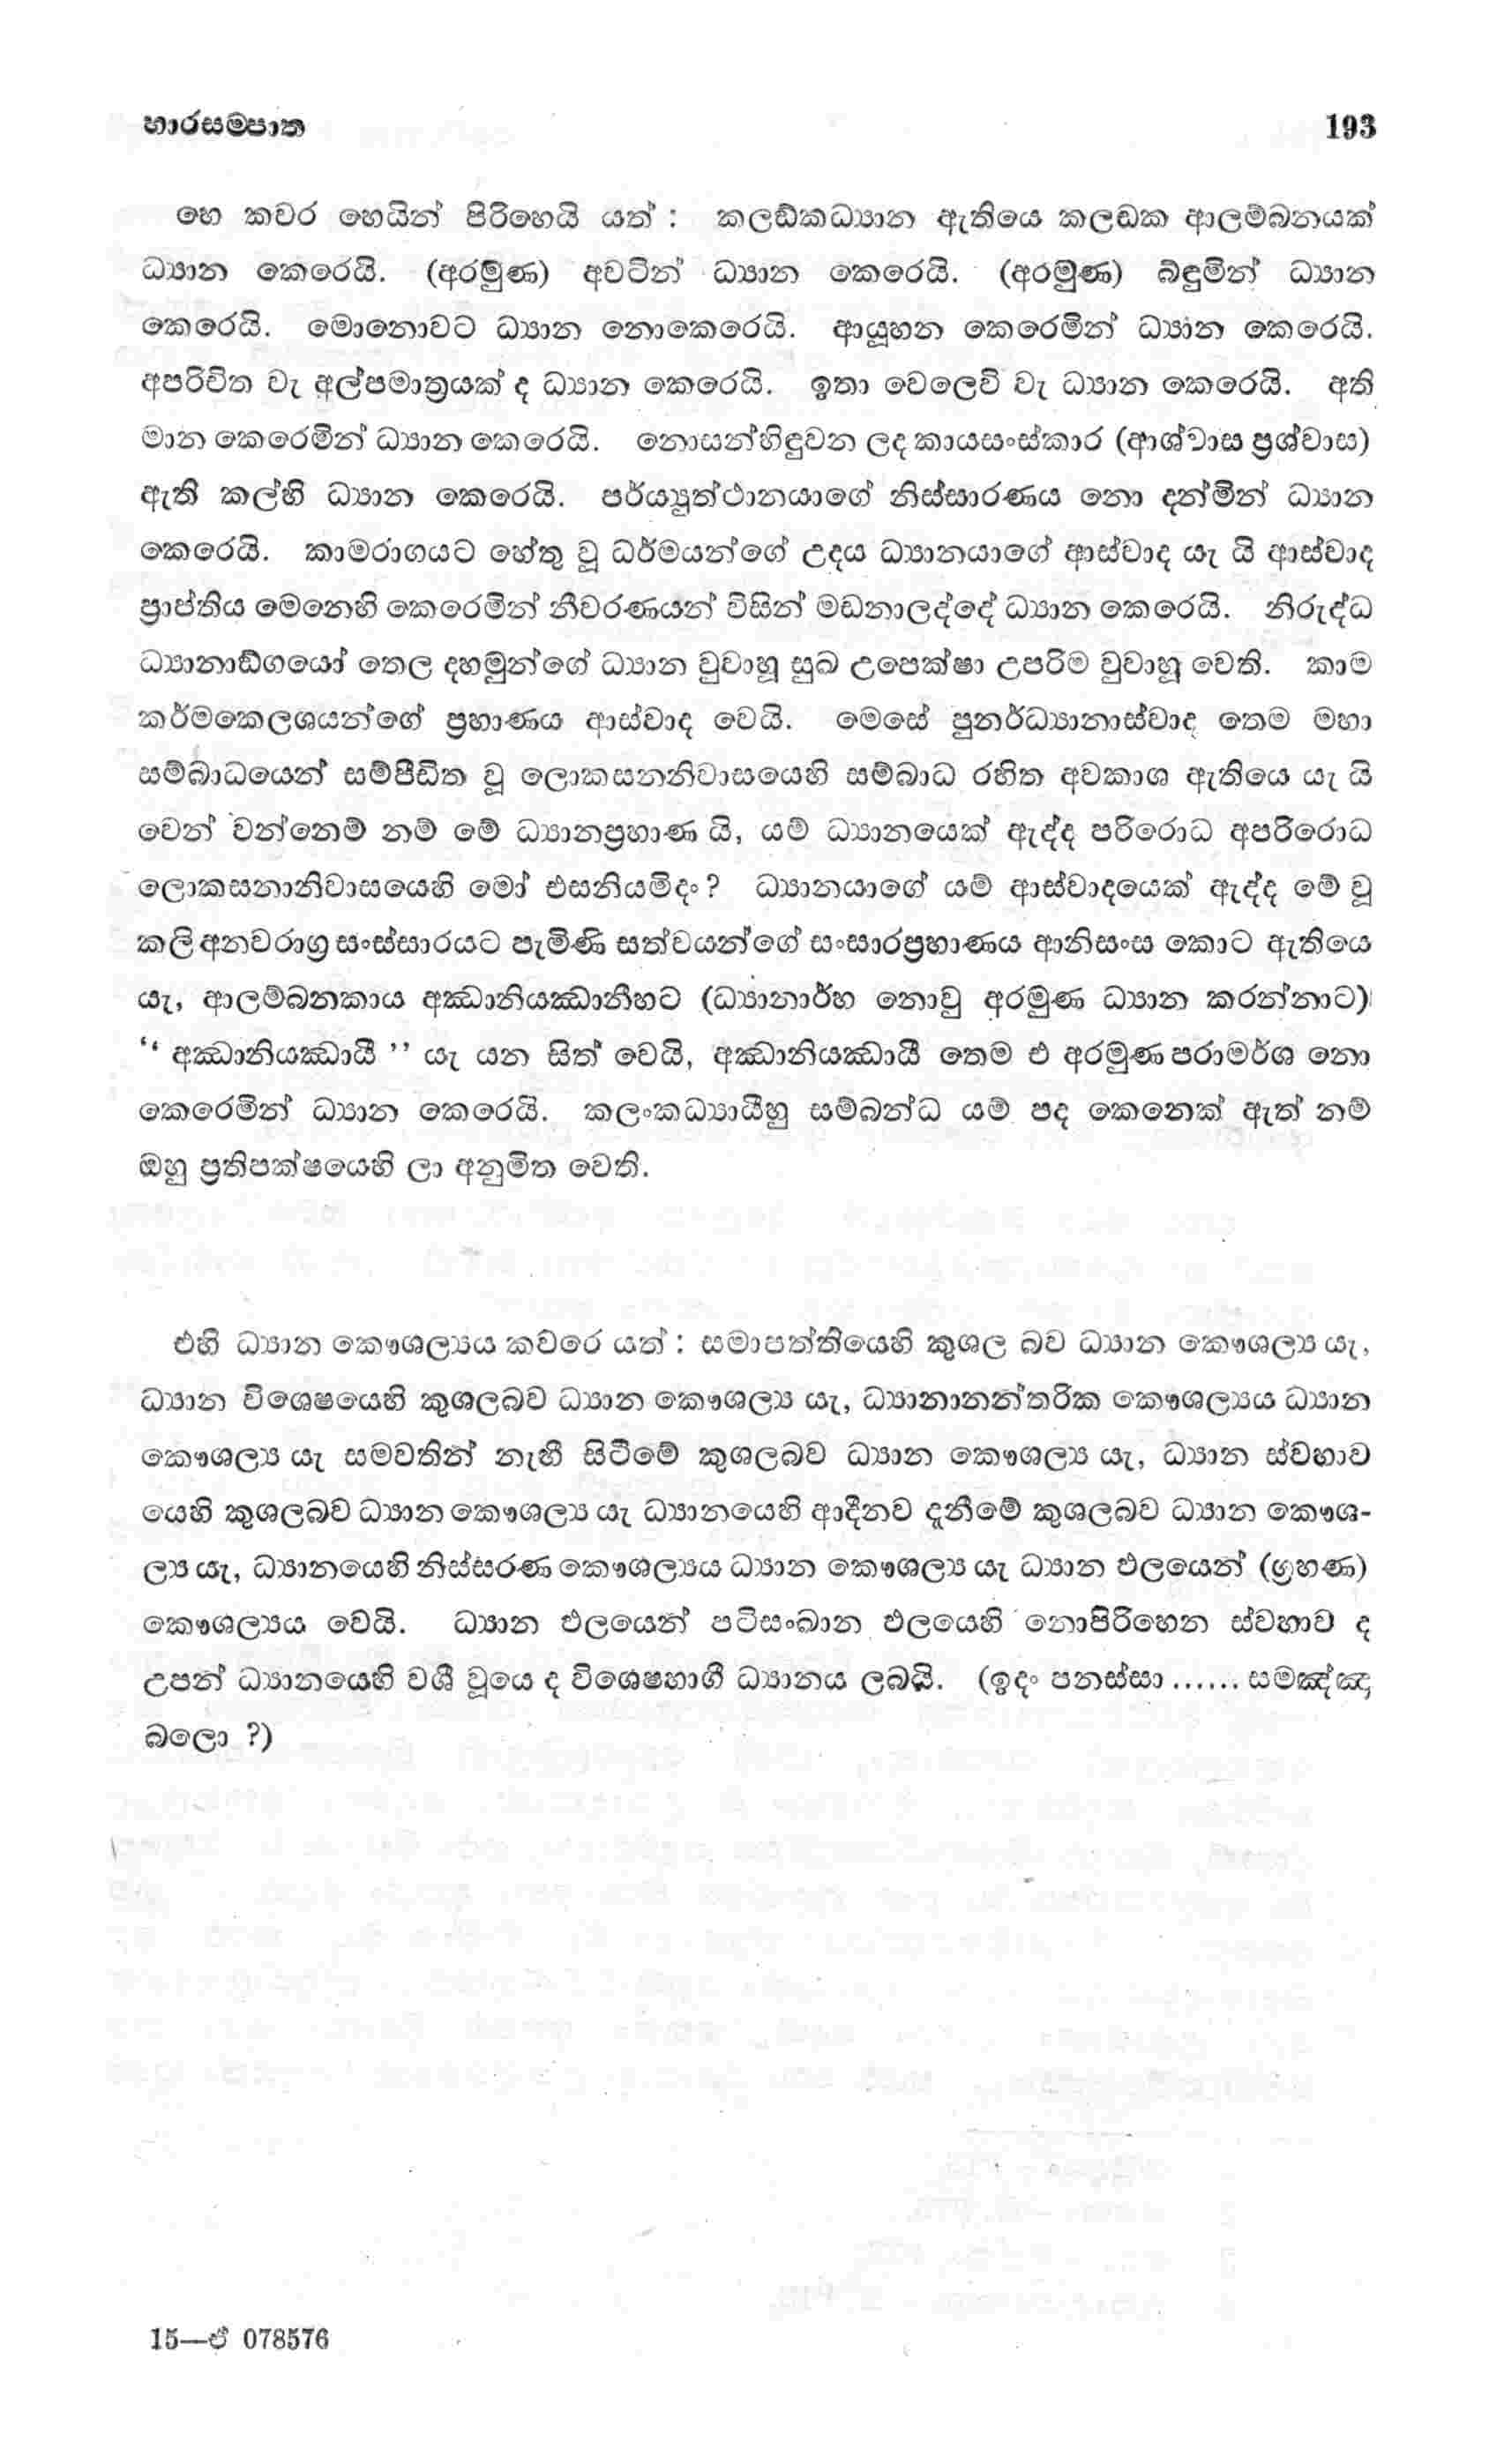 හාරසම්පාත 193
හෙ කවර හෙයින් පිරිහෙයි යත් : කලඞ්කධ්‍යාන ඇතියෙ කලඩක ආලම්බනයක්
ධ්‍යාන කෙරෙයි. (අරමුණ) අවටින් ධ්‍යාන කෙරෙයි. (අරමුණ) බිඳුමින් ධ්‍යාන
කෙරෙයි. මොනොවට ධ්‍යාන නොකෙරෙයි. ආයූහන කෙරෙමින් ධ්‍යාන කෙරෙයි.
අපරිචිත වැ අල්පමාත්‍රයක් ද ධ්‍යාන කෙරෙයි. ඉතා වෙලෙවි වැ ධ්‍යාන කෙරෙයි. අති
මාන කෙරෙමින් ධ්‍යාන කෙරෙයි. නොසන්හිඳුවන ලද කායසංස්කාර (ආශ්වාස ප්‍රශ්වාස)
ඇති කල්හි ධ්‍යාන කෙරෙයි. පර්ය්‍යුත්ථානයාගේ නිස්සාරණය නො දන්මින් ධ්‍යාන
කෙරෙයි. කාමරාගයට හේතු වූ ධර්මයන්ගේ උදය ධ්‍යානයාගේ ආස්වාද යැ යි ආස්වාද
ප්‍රාප්තිය මෙනෙහි කෙරෙමින් නීවරණයන් විසින් මඩනාලද්දේ ධ්‍යාන කෙරෙයි. නිරුද්ධ
ධ්‍යානාඞ්ගයෝ තෙල දහමුන්ගේ ධ්‍යාන වූවාහූ සුඛ උපෙක්ෂා උපරිම වූවාහූ වෙති. කාම
කර්මකෙලශයන්ගේ ප්‍රහාණය ආස්වාද වෙයි. මෙසේ පුනර්ධ්‍යානාස්වාද තෙම මහා
සම්බාධයෙන් සම්පීඩිත වූ ලොකසනනිවාසයෙහි සම්බාධ රහිත අවකාශ ඇතියෙ යැ යි
වෙන් වන්නෙම් නම් මේ ධ්‍යානප්‍රහාණ යි, යම් ධ්‍යානයෙක් ඇද්ද පරිරොධ අපරිරොධ
ලොකසනානිවාසයෙහි මෝ එසනියමිදං? ධ්‍යානයාගේ යම් ආස්වාදයෙක් ඇද්ද මේ වූ
කලි අනවරාග්‍ර සංස්සාරයට පැමිණි සත්වයන්ගේ සංසාරප්‍රහාණය ආනිසංස කොට ඇතියෙ
යැ, ආලම්බනකාය අඣානියඣානීහට (ධ්‍යානාර්හ නොවු අරමුණ ධ්‍යාන කරන්නාට)
“ අඣානියඣායී ” යැ යන සිත් වෙයි, අඣානියඣායී තෙම එ අරමුණ පරාමර්ශ නො
කෙරෙමින් ධ්‍යාන කෙරෙයි. කලංකධ්‍යායීහු සම්බන්ධ යම් පද කෙනෙක් ඇත් නම්
ඔහු ප්‍රතිපක්ෂයෙහි ලා අනුමිත වෙති.
එහි ධ්‍යාන කෞශල්‍යය කවරෙ යත් : සමාපත්තියෙහි කුශල බව ධ්‍යාන කෞශල්‍ය යැ,
ධ්‍යාන විශෙෂයෙහි කුශලබව ධ්‍යාන කෞශල්‍ය යැ, ධ්‍යානානන්තරික කෞශල්‍යය ධ්‍යාන
කෞශල්‍ය යැ සමවතින් නැඟී සිටීමේ කුශලබව ධ්‍යාන කෞශල්‍ය යැ, ධ්‍යාන ස්වභාව
යෙහි කුශලබව ධ්‍යාන කෞශල්‍ය යැ ධ්‍යානයෙහි ආදීනව දැනීමේ කුශලබව ධ්‍යාන කෞශ-
ල්‍ය යැ, ධ්‍යානයෙහි නිස්සරණ කෞශල්‍යය ධ්‍යාන කෞශල්‍ය යැ ධ්‍යාන ඵලයෙන් (ග්‍රහණ)
කෞශල්‍යය වෙයි. ධ්‍යාන ඵලයෙන් පටිසංඛාන ඵලයෙහි නොපිරිහෙන ස්වභාව ද
උපන් ධ්‍යානයෙහි වශී වූයෙ ද විශෙෂභාගී ධ්‍යානය ලබයි. (ඉදං පනස්සා ...... සමඤ්ඤා
බලො ?)
15—ඒ 078576